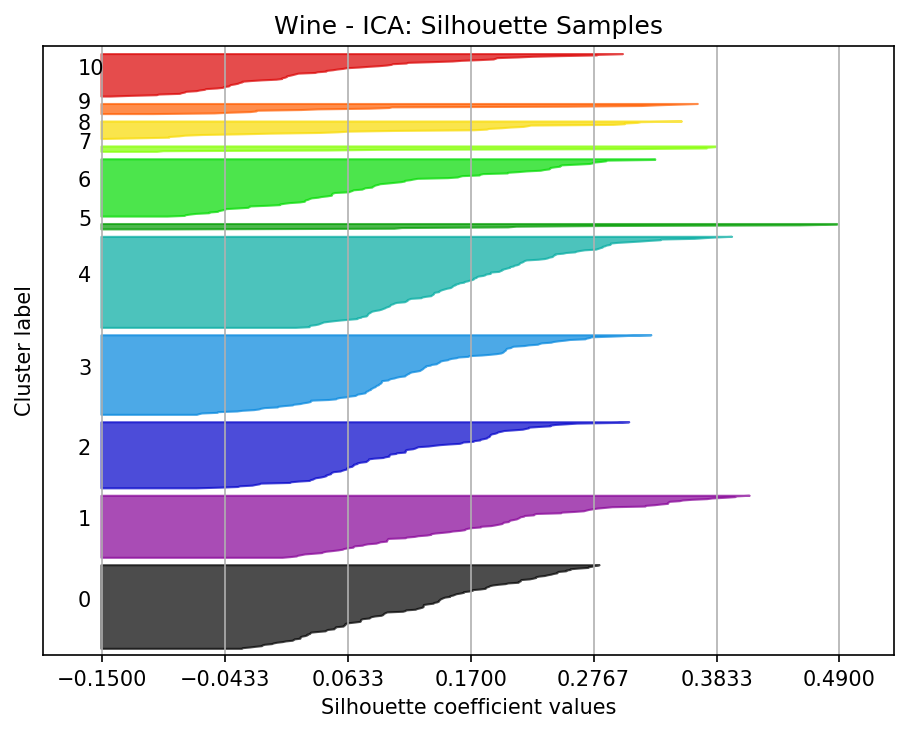 Wine - ICA: Silhouette Samples
10
9
8
7
6
5
4
3
2
1
0
Cluster label
−0.1500 −0.0433 0.0633 0.1700 0.2767 0.3833 0.4900
Silhouette coefficient values